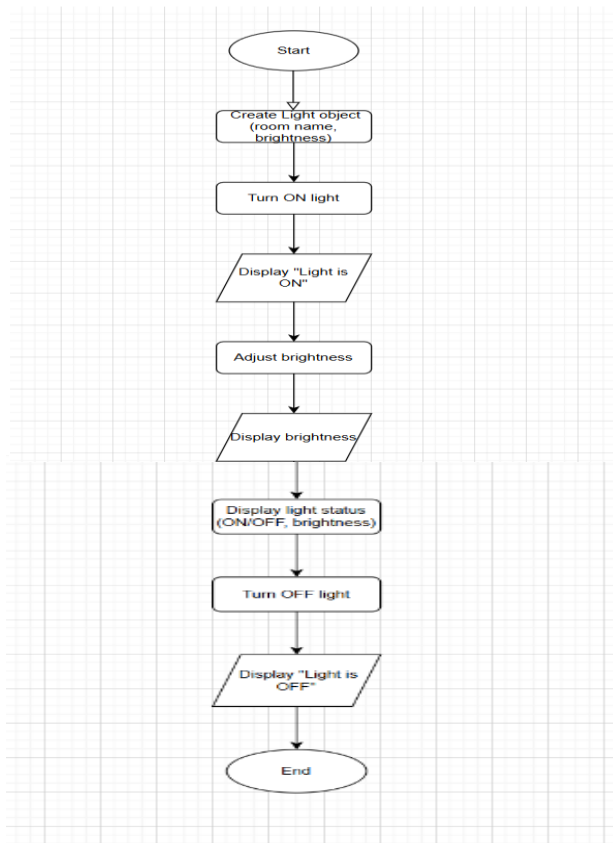 Start
Create Light object
(room name,
brightness)
Turn ON light
Display "Light is
ON"
Adjust brightness
Display brightness
Display light status
(ON/OFF, brightness)
Turn OFF light
Display "Light is
OFF"
End